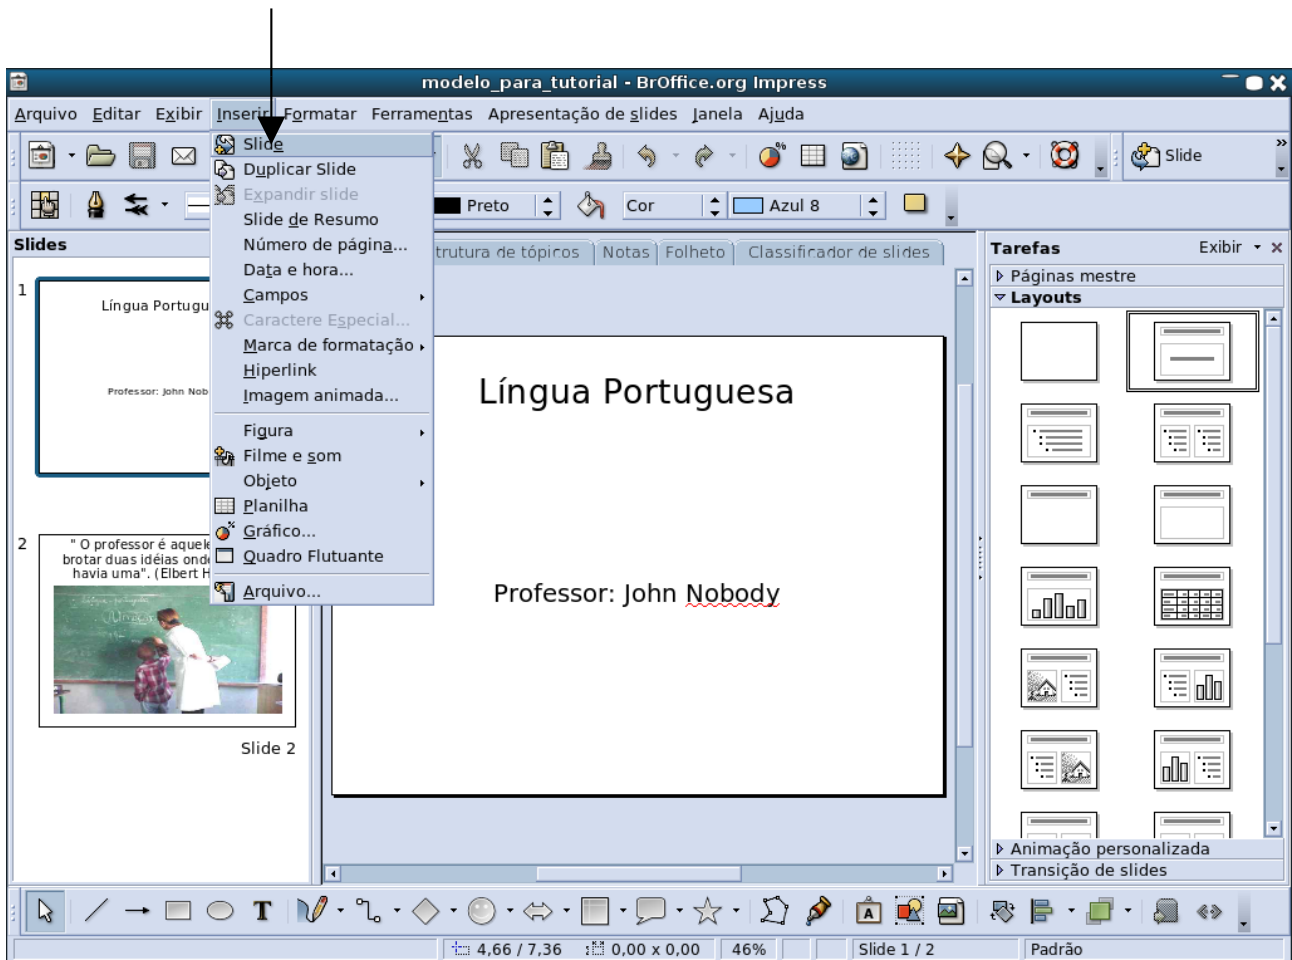 modelo_para_tutorial - BrOffice.org Impress
Arquivo Editar Exibir Inserir Formatar Ferramentas Apresentação de slides Janela Ajuda
Slide
Duplicar Slide
Expandir slide
Slide de Resumo
Número de página...
Data e hora...
Campos
Caractere Especial...
Marca de formatação
Hiperlink
Imagem animada...
Figura
Filme e som
Objeto
Planilha
Gráfico...
Quadro Flutuante
Arquivo...
Slide
Preto Cor Azul 8
Slides
trutura de tópicos Notas Folheto Classificador de slides
Tarefas Exibir
Páginas mestre
Layouts
1
Língua Portugu
Professor: John Nob
2
" O professor é aquele
brotar duas idéias onde
havia uma". (Elbert H
Slide 2
Língua Portuguesa
Professor: John Nobody
Animação personalizada
Transição de slides
4,66 / 7,36 0,00 x 0,00 46% Slide 1 / 2 Padrão